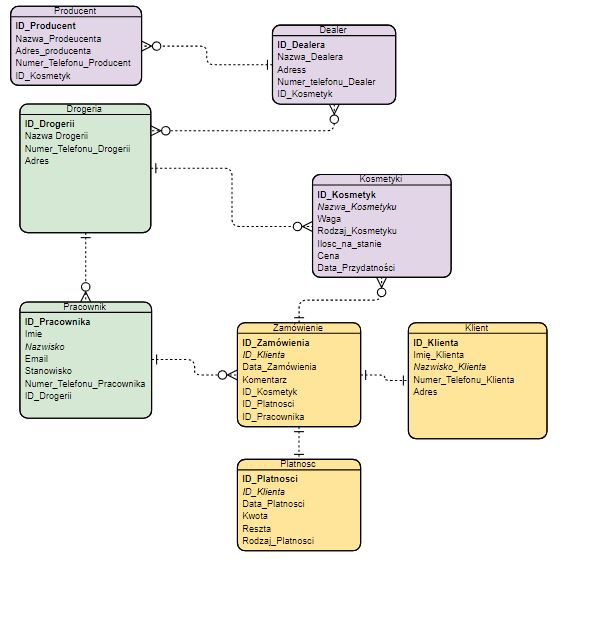 Producent
ID_Producent
Nazwa_Prodeucenta
Adres_producenta
Numer_Telefonu_Producent
ID_Kosmetyk
Dealer
ID_Dealera
Nazwa_Dealera
Adress
Numer_telefonu_Dealer
ID_Kosmetyk
Drogeria
ID_Drogerii
Nazwa Drogerii
Numer_Telefonu_Drogerii
Adres
Kosmetyki
ID_Kosmetyk
Nazwa_Kosmetyku
Waga
Rodzaj_Kosmetyku
Ilosc_na_stanie
Cena
Data_Przydatności
Pracownik
ID_Pracownika
Imie
Nazwisko
Email
Stanowisko
Numer_Telefonu_Pracownika
ID_Drogerii
Zamówienie
ID_Zamówienia
ID_Klienta
Data_Zamówienia
Komentarz
ID_Kosmetyk
ID_Platnosci
ID_Pracownika
Klient
ID_Klienta
Imię_Klienta
Nazwisko_Klienta
Numer_Telefonu_Klienta
Adres
Platnosc
ID_Platnosci
ID_Klienta
Data_Platnosci
Kwota
Reszta
Rodzaj_Platnosci